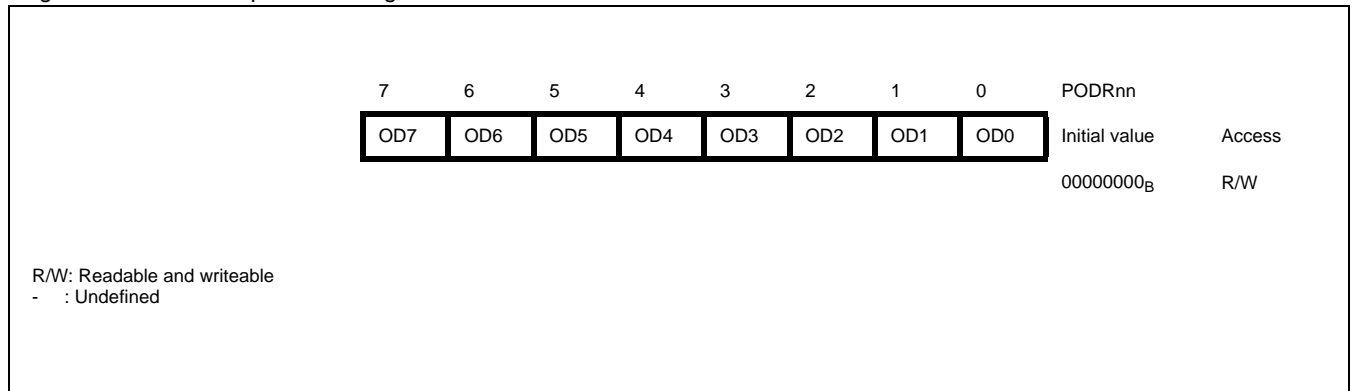 7 6 5 4 3 2 1 0 PODRnn
OD7 OD6 OD5 OD4 OD3 OD2 OD1 OD0 Initial value Access
00000000B R/W
R/W: Readable and writeable
- : Undefined